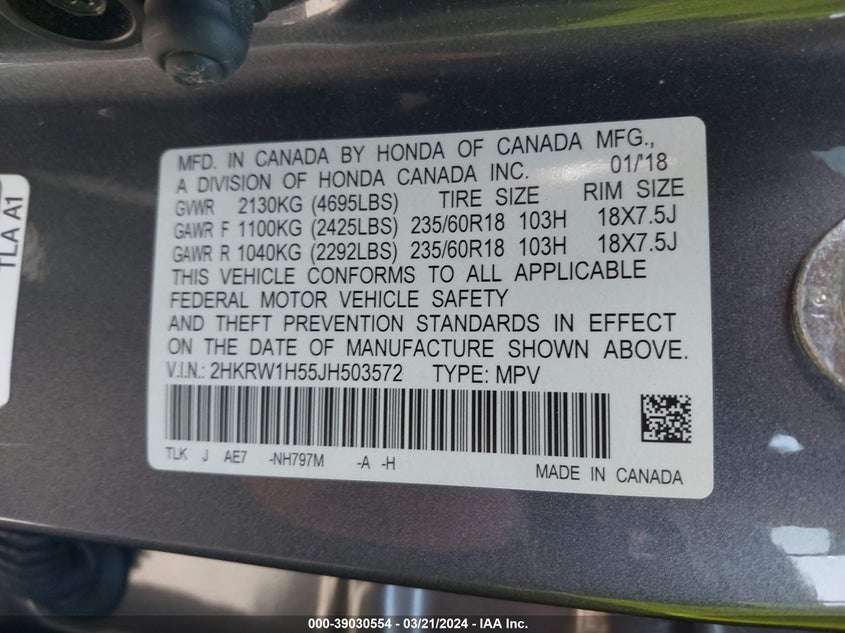 MFD. IN CANADA BY HONDA OF CANADA MFG.,
A DIVISION OF HONDA CANADA INC. 01/'18
GVWR 2130KG (4695LBS) TIRE SIZE RIM SIZE
GAWR F 1100KG (2425LBS) 235/60R18 103H 18X7.5J
GAWR R 1040KG (2292LBS) 235/60R18 103H 18X7.5J
THIS VEHICLE CONFORMS TO ALL APPLICABLE
FEDERAL MOTOR VEHICLE SAFETY
AND THEFT PREVENTION STANDARDS IN EFFECT
ON THE DATE OF MANUFACTURE SHOWN ABOVE.
V.I.N.: 2HKRW1H55JH503572 TYPE: MPV
TLK J AE7 -NH797M -A -H
MADE IN CANADA
TLA A1
000-39030554 — 03/21/2024 — IAA Inc.